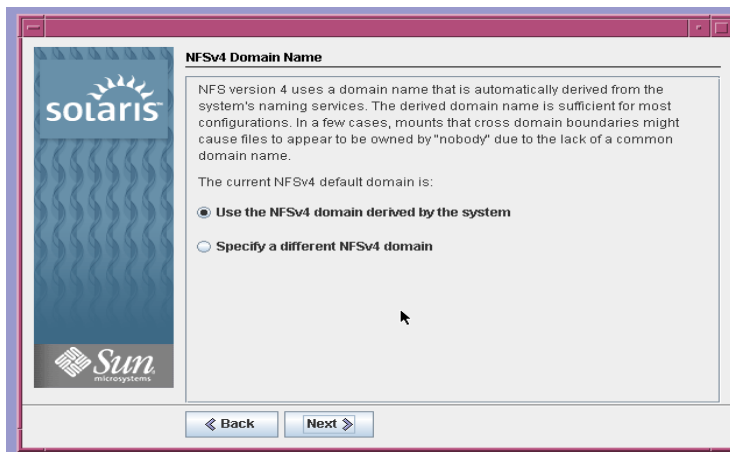 NFSv4 Domain Name
solaris
NFS version 4 uses a domain name that is automatically derived from the
system's naming services. The derived domain name is sufficient for most
configurations. In a few cases, mounts that cross domain boundaries might
cause files to appear to be owned by "nobody" due to the lack of a common
domain name.
The current NFSv4 default domain is:
Use the NFSv4 domain derived by the system
Specify a different NFSv4 domain
Sun
microsystems
Back
Next